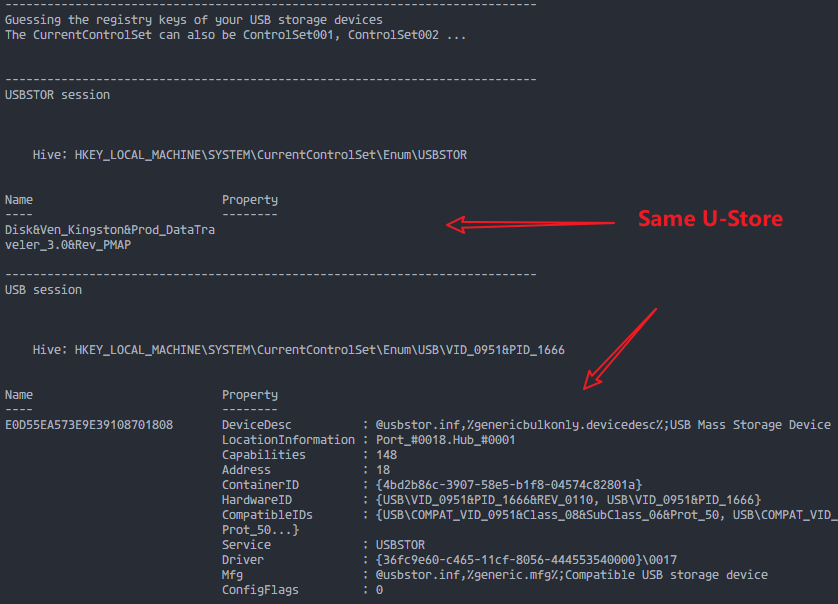 ----------------------------------------------------------------------------
Guessing the registry keys of your USB storage devices
The CurrentControlSet can also be ControlSet001, ControlSet002 ...
----------------------------------------------------------------------------
USBSTOR session
Hive: HKEY_LOCAL_MACHINE\SYSTEM\CurrentControlSet\Enum\USBSTOR
Name Property
---- --------
Same U-Store
Disk&Ven_Kingston&Prod_DataTra
veler_3.0&Rev_PMAP
----------------------------------------------------------------------------
USB session
Hive: HKEY_LOCAL_MACHINE\SYSTEM\CurrentControlSet\Enum\USB\VID_0951&PID_1666
Name Property
---- --------
E0D55EA573E9E39108701808 DeviceDesc : @usbstor.inf,%genericbulkonly.devicedesc%;USB Mass Storage Device
LocationInformation : Port_#0018.Hub_#0001
Capabilities : 148
Address : 18
ContainerID : {4bd2b86c-3907-58e5-b1f8-04574c82801a}
HardwareID : {USB\VID_0951&PID_1666&REV_0110, USB\VID_0951&PID_1666}
CompatibleIDs : {USB\COMPAT_VID_0951&Class_08&SubClass_06&Prot_50, USB\COMPAT_VID_
Prot_50...}
Service : USBSTOR
Driver : {36fc9e60-c465-11cf-8056-444553540000}\0017
Mfg : @usbstor.inf,%generic.mfg%;Compatible USB storage device
ConfigFlags : 0